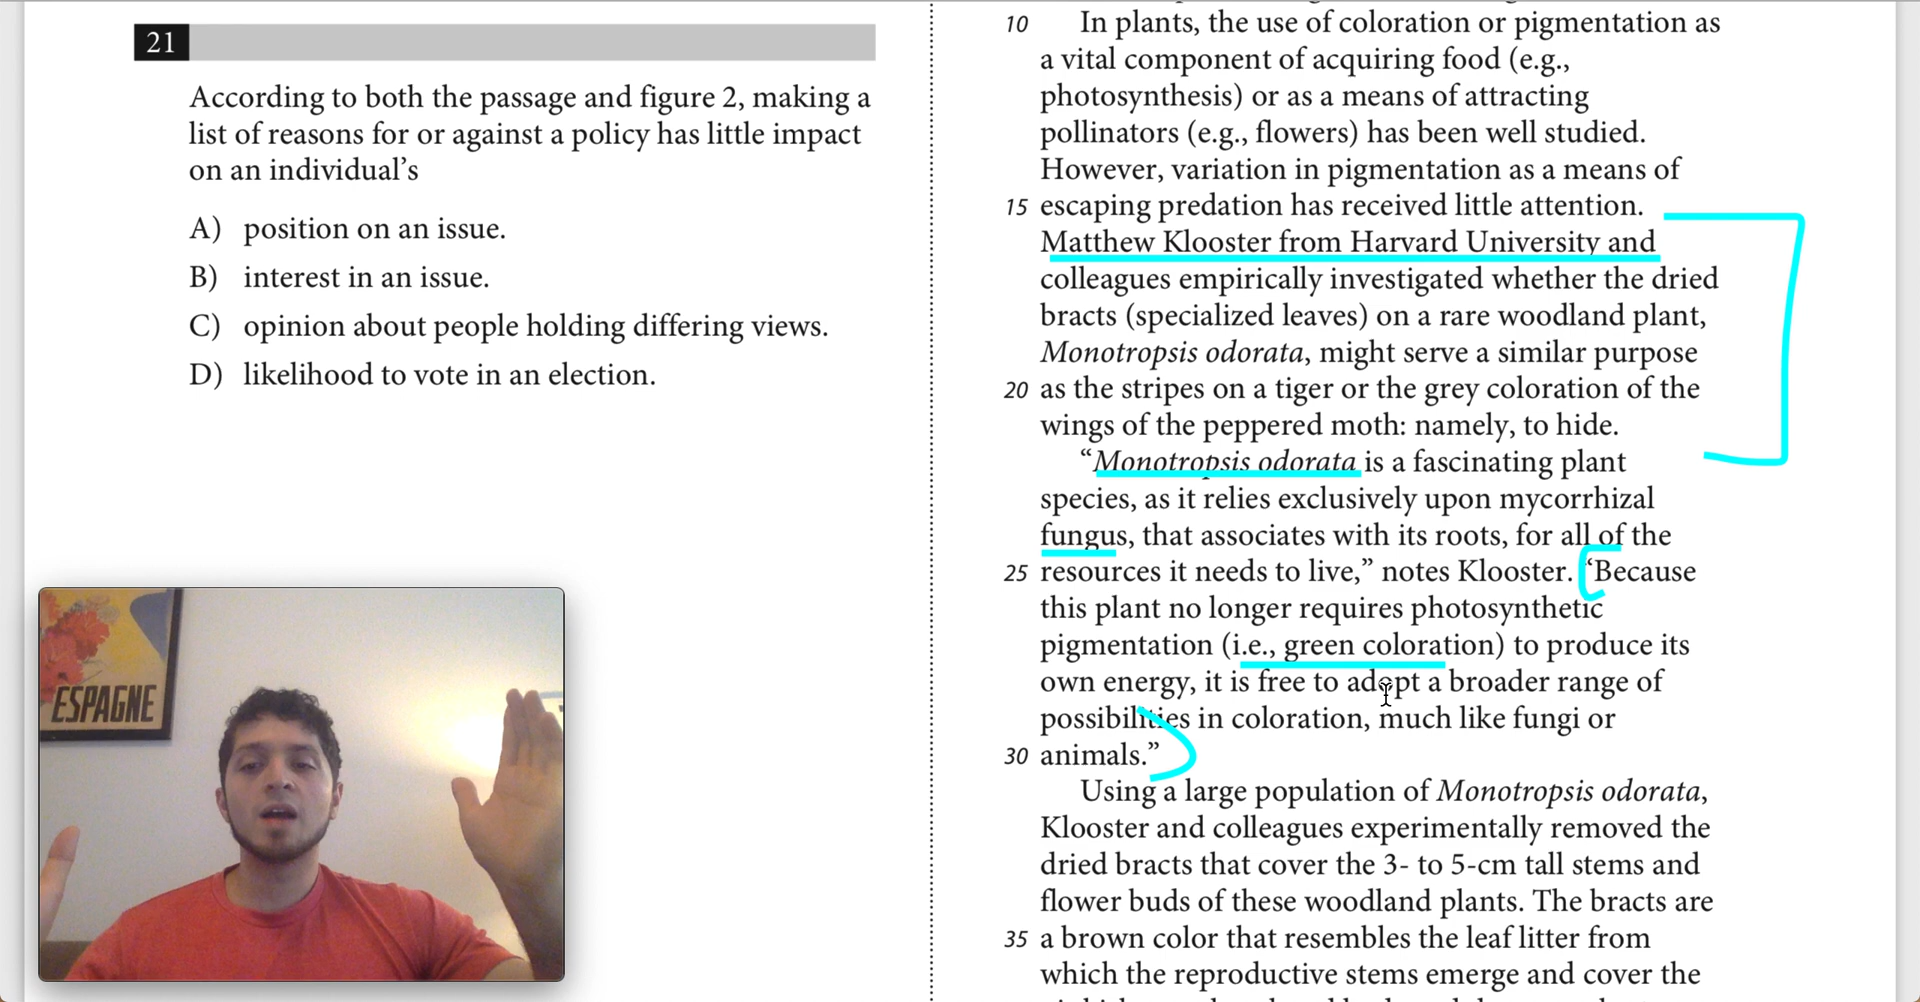 21
According to both the passage and figure 2, making a
list of reasons for or against a policy has little impact
on an individual’s
A) position on an issue.
B) interest in an issue.
C) opinion about people holding differing views.
D) likelihood to vote in an election.
ESPAGNE
10 In plants, the use of coloration or pigmentation as
a vital component of acquiring food (e.g.,
photosynthesis) or as a means of attracting
pollinators (e.g., flowers) has been well studied.
However, variation in pigmentation as a means of
15 escaping predation has received little attention.
Matthew Klooster from Harvard University and
colleagues empirically investigated whether the dried
bracts (specialized leaves) on a rare woodland plant,
Monotropsis odorata, might serve a similar purpose
20 as the stripes on a tiger or the grey coloration of the
wings of the peppered moth: namely, to hide.
“Monotropsis odorata is a fascinating plant
species, as it relies exclusively upon mycorrhizal
fungus, that associates with its roots, for all of the
25 resources it needs to live,” notes Klooster. “Because
this plant no longer requires photosynthetic
pigmentation (i.e., green coloration) to produce its
own energy, it is free to adopt a broader range of
possibilities in coloration, much like fungi or
30 animals.”
Using a large population of Monotropsis odorata,
Klooster and colleagues experimentally removed the
dried bracts that cover the 3- to 5-cm tall stems and
flower buds of these woodland plants. The bracts are
35 a brown color that resembles the leaf litter from
which the reproductive stems emerge and cover the